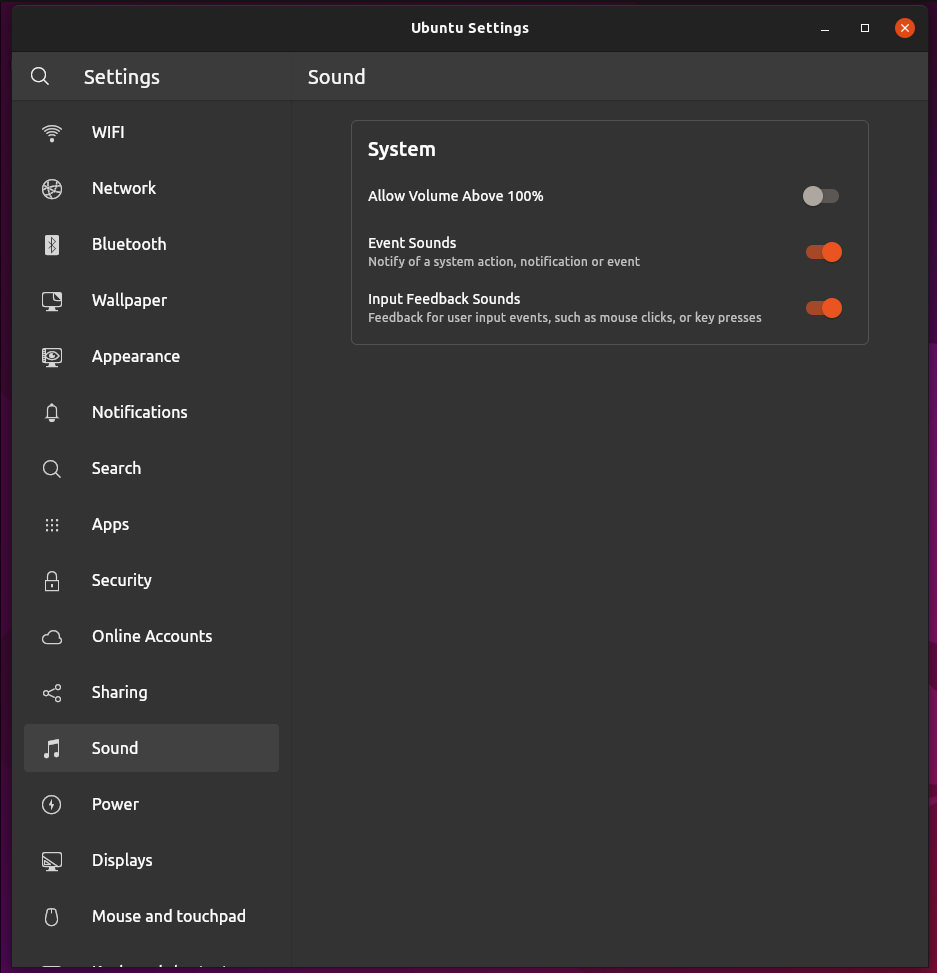 Ubuntu Settings
Settings
Sound
WIFI
Network
Bluetooth
Wallpaper
Appearance
Notifications
Search
Apps
Security
Online Accounts
Sharing
Sound
Power
Displays
Mouse and touchpad
System
Allow Volume Above 100%
Event Sounds
Notify of a system action, notification or event
Input Feedback Sounds
Feedback for user input events, such as mouse clicks, or key presses